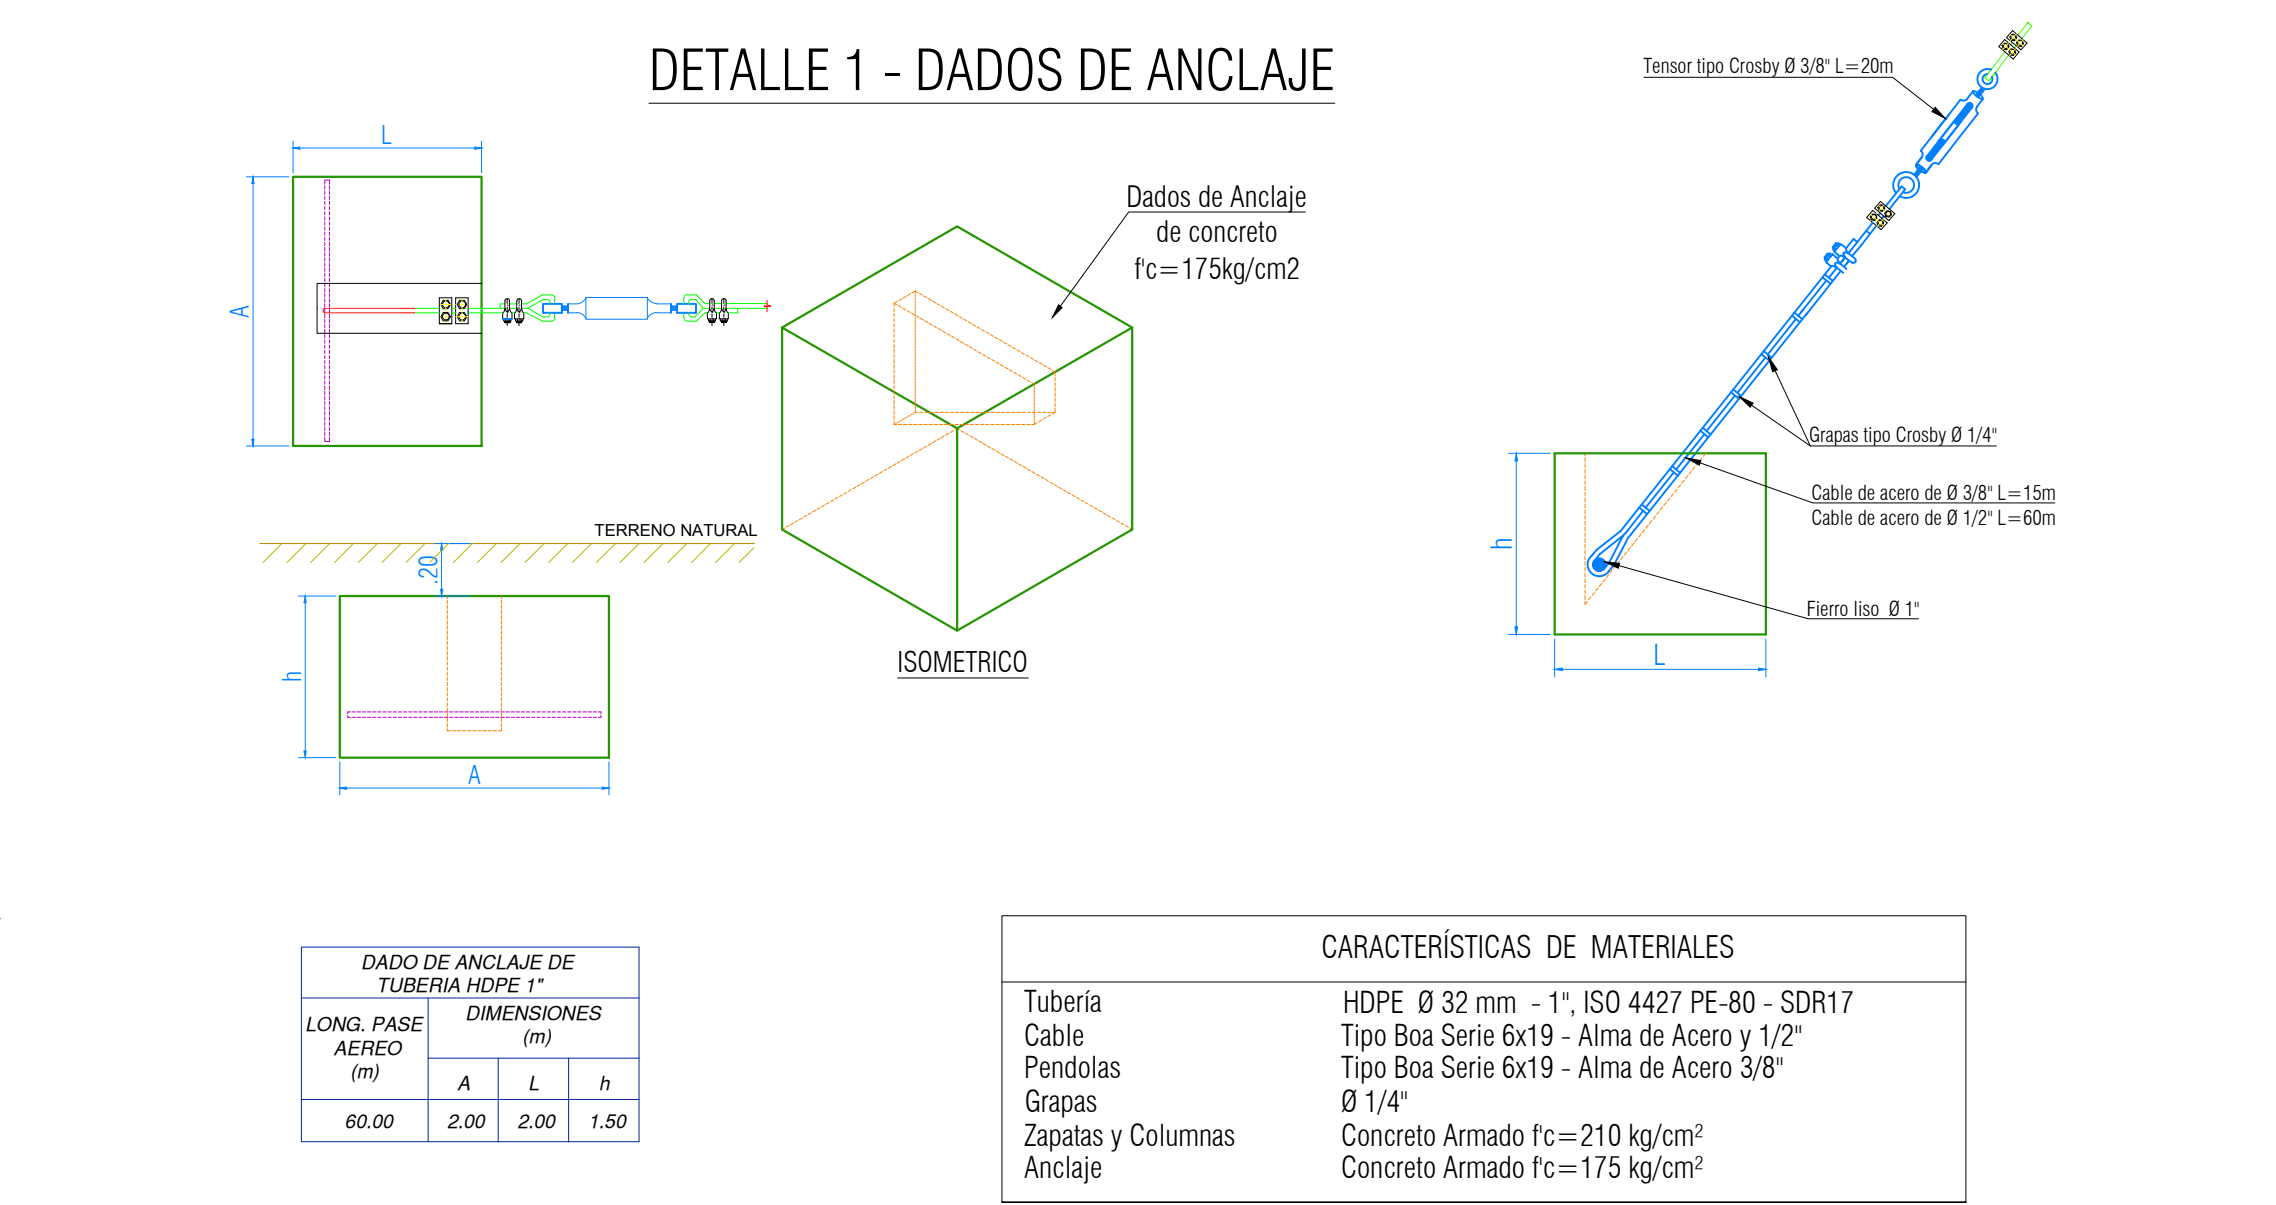 DETALLE 1 - DADOS DE ANCLAJE
Tensor tipo Crosby Ø 3/8" L=20m
L
A
Dados de Anclaje
de concreto
f'c=175kg/cm2
Grapas tipo Crosby Ø 1/4"
Cable de acero de Ø 3/8" L=15m
Cable de acero de Ø 1/2" L=60m
h
Fierro liso Ø 1"
L
TERRENO NATURAL
.20
h
A
ISOMETRICO
DADO DE ANCLAJE DE
TUBERIA HDPE 1"
LONG. PASE
AEREO
(m)
DIMENSIONES
(m)
A L h
60.00 2.00 2.00 1.50
CARACTERÍSTICAS DE MATERIALES
Tubería HDPE Ø 32 mm - 1", ISO 4427 PE-80 - SDR17
Cable Tipo Boa Serie 6x19 - Alma de Acero y 1/2"
Pendolas Tipo Boa Serie 6x19 - Alma de Acero 3/8"
Grapas Ø 1/4"
Zapatas y Columnas Concreto Armado f'c=210 kg/cm²
Anclaje Concreto Armado f'c=175 kg/cm²